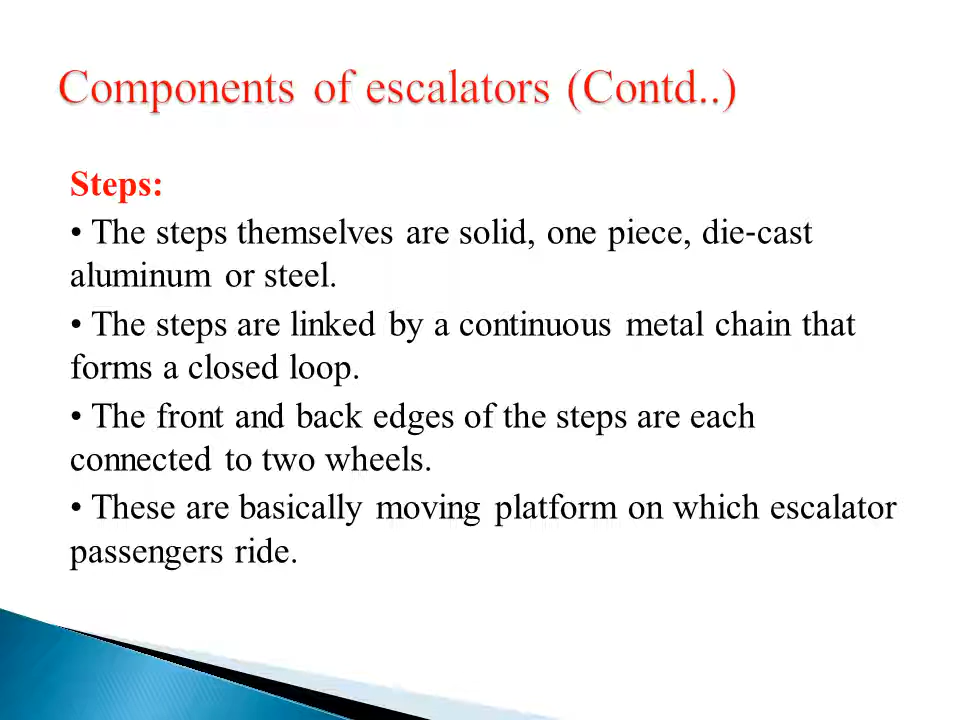 Components of escalators (Contd..)
Steps:
• The steps themselves are solid, one piece, die-cast
aluminum or steel.
• The steps are linked by a continuous metal chain that
forms a closed loop.
• The front and back edges of the steps are each
connected to two wheels.
• These are basically moving platform on which escalator
passengers ride.